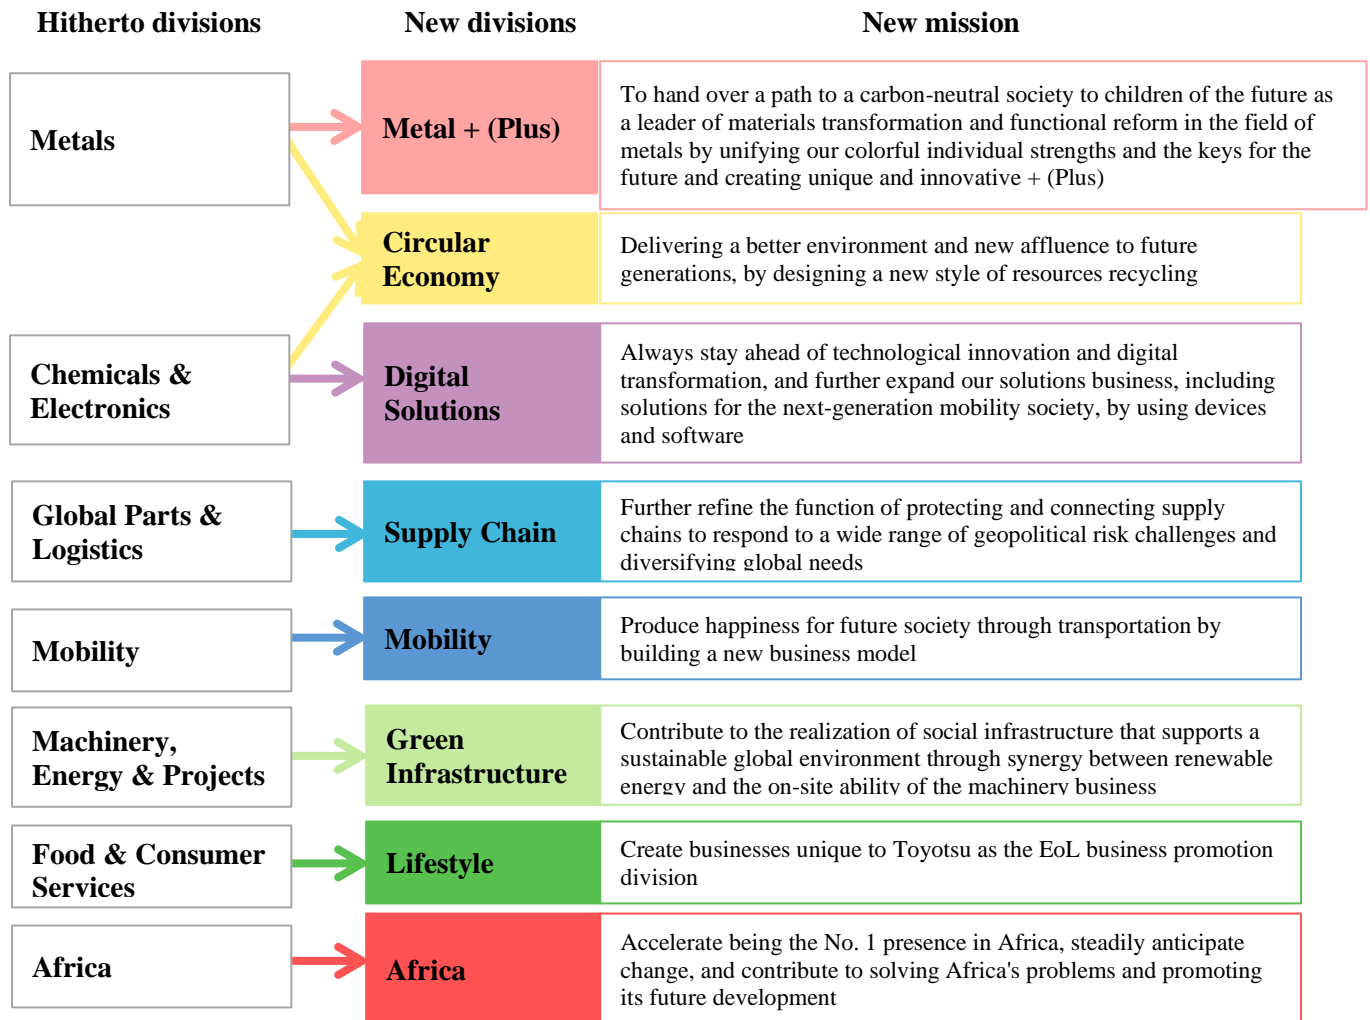 Hitherto divisions
New divisions
New mission
Metals
Metal + (Plus)
To hand over a path to a carbon-neutral society to children of the future as
a leader of materials transformation and functional reform in the field of
metals by unifying our colorful individual strengths and the keys for the
future and creating unique and innovative + (Plus)
Circular
Economy
Delivering a better environment and new affluence to future
generations, by designing a new style of resources recycling
Chemicals &
Electronics
Digital
Solutions
Always stay ahead of technological innovation and digital
transformation, and further expand our solutions business, including
solutions for the next-generation mobility society, by using devices
and software
Global Parts &
Logistics
Supply Chain
Further refine the function of protecting and connecting supply
chains to respond to a wide range of geopolitical risk challenges and
diversifying global needs
Mobility
Mobility
Produce happiness for future society through transportation by
building a new business model
Machinery,
Energy & Projects
Green
Infrastructure
Contribute to the realization of social infrastructure that supports a
sustainable global environment through synergy between renewable
energy and the on-site ability of the machinery business
Food & Consumer
Services
Lifestyle
Create businesses unique to Toyotsu as the EoL business promotion
division
Africa
Africa
Accelerate being the No. 1 presence in Africa, steadily anticipate
change, and contribute to solving Africa's problems and promoting
its future development